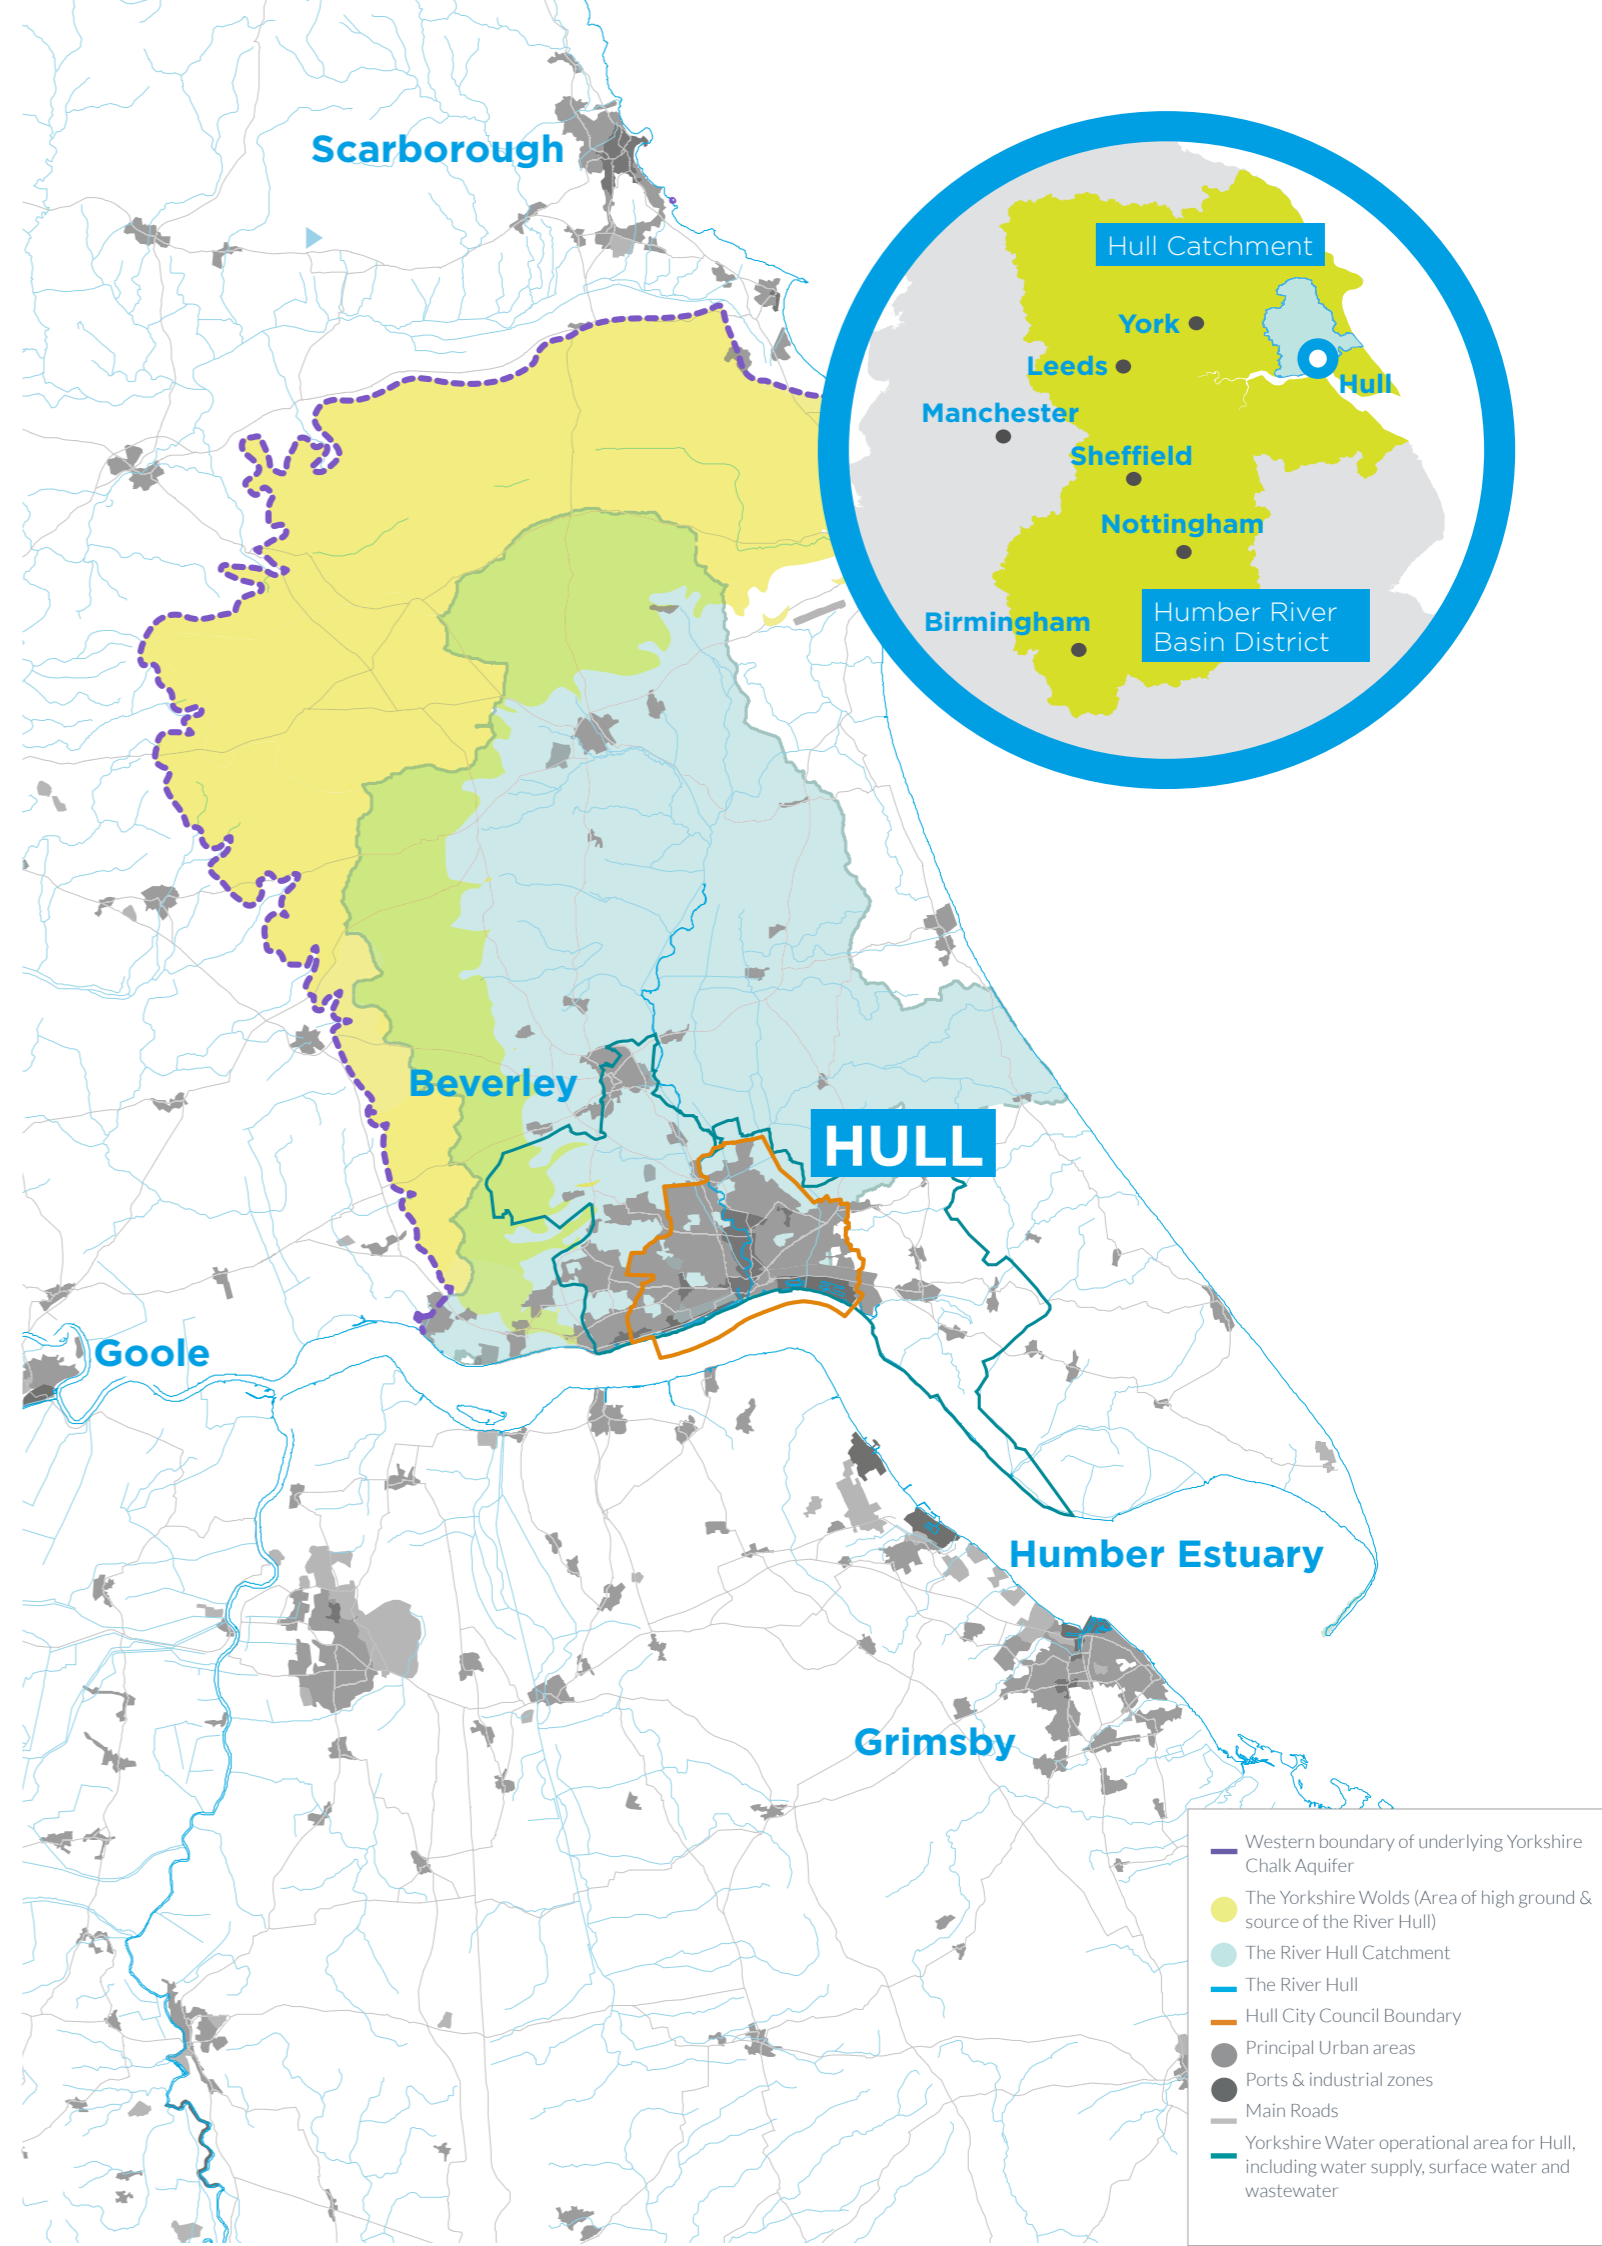 Scarborough
Hull Catchment
York
Leeds
Hull
Manchester
Sheffield
Nottingham
Humber River
Basin District
Birmingham
Beverley
HULL
Goole
Humber Estuary
Grimsby
Western boundary of underlying Yorkshire
Chalk Aquifer
The Yorkshire Wolds (Area of high ground &
source of the River Hull)
The River Hull Catchment
The River Hull
Hull City Council Boundary
Principal Urban areas
Ports & industrial zones
Main Roads
Yorkshire Water operational area for Hull,
including water supply, surface water and
wastewater